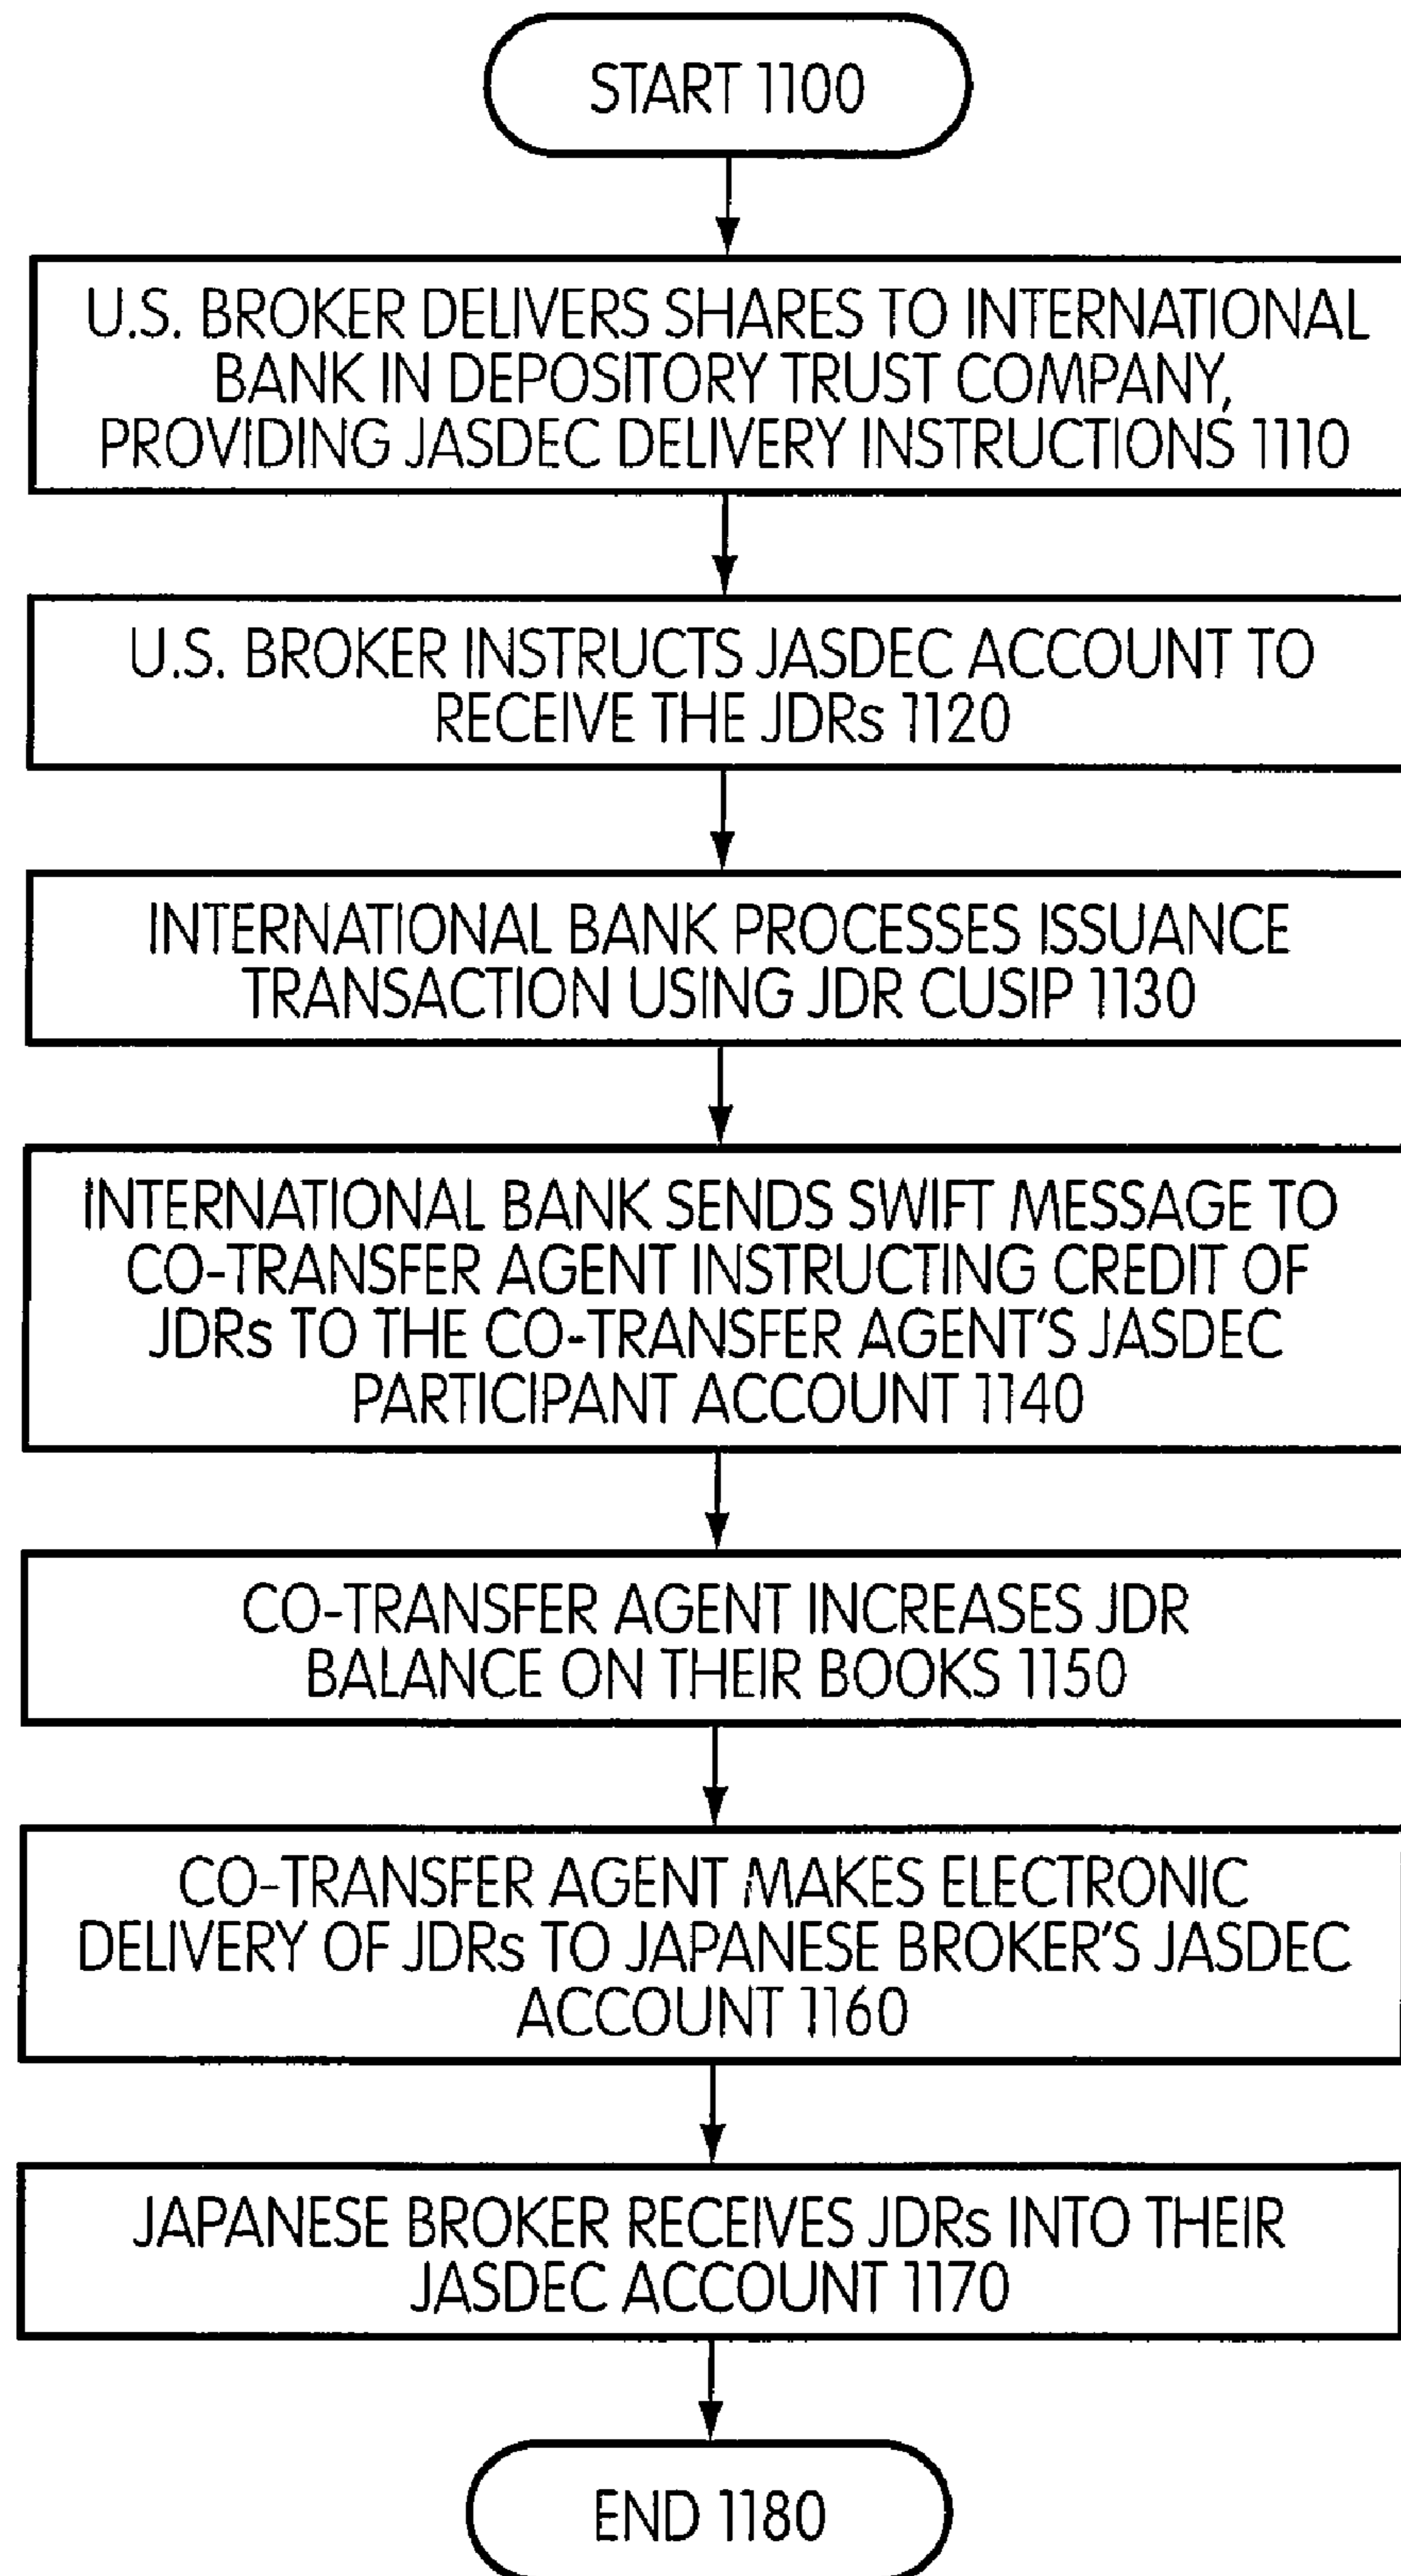 START 1100
U.S. BROKER DELIVERS SHARES TO INTERNATIONAL
BANK IN DEPOSITORY TRUST COMPANY,
PROVIDING JASDEC DELIVERY INSTRUCTIONS 1110
U.S. BROKER INSTRUCTS JASDEC ACCOUNT TO
RECEIVE THE JDRs 1120
INTERNATIONAL BANK PROCESSES ISSUANCE
TRANSACTION USING JDR CUSIP 1130
INTERNATIONAL BANK SENDS SWIFT MESSAGE TO
CO-TRANSFER AGENT INSTRUCTING CREDIT OF
JDRs TO THE CO-TRANSFER AGENT'S JASDEC
PARTICIPANT ACCOUNT 1140
CO-TRANSFER AGENT INCREASES JDR
BALANCE ON THEIR BOOKS 1150
CO-TRANSFER AGENT MAKES ELECTRONIC
DELIVERY OF JDRs TO JAPANESE BROKER'S JASDEC
ACCOUNT 1160
JAPANESE BROKER RECEIVES JDRs INTO THEIR
JASDEC ACCOUNT 1170
END 1180